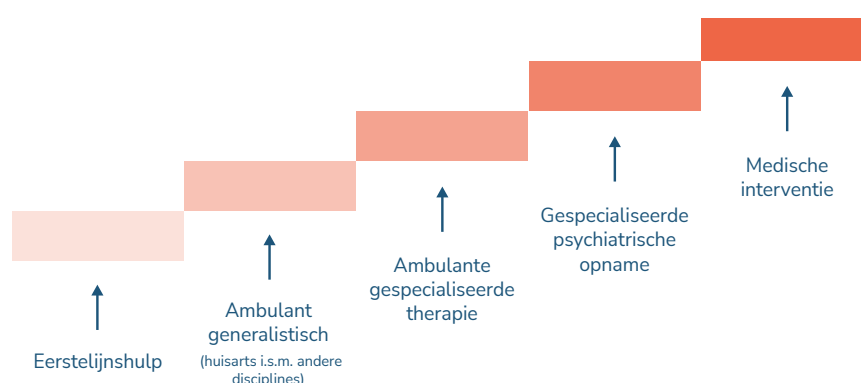 Eerstelijnshulp
Ambulant
generalistisch
(huisarts i.s.m. andere
disciplines)
Ambulante
gespecialiseerde
therapie
Gespecialiseerde
psychiatrische
opname
Medische
interventie